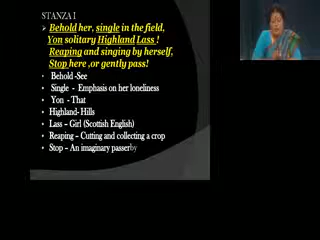 STANZA I
➢ Behold her, single in the field,
Yon solitary Highland Lass !
Reaping and singing by herself,
Stop here ,or gently pass!
• Behold -See
• Single - Emphasis on her loneliness
• Yon - That
• Highland- Hills
• Lass – Girl (Scottish English)
• Reaping – Cutting and collecting a crop
• Stop – An imaginary passerby